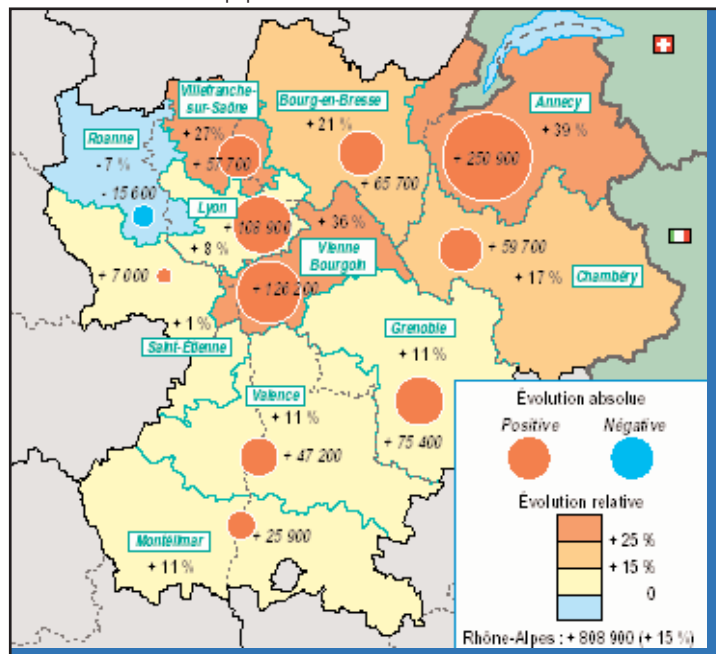 Villefranche-
sur-Saône
+ 27%
+ 57 700
Bourg-en-Bresse
+ 21 %
+ 65 700
Annecy
+ 39 %
+ 250 900
Roanne
- 7 %
- 15 600
Lyon
+ 108 900
+ 8 %
+ 36 %
Vienne
Bourgoin
+ 126 200
+ 59 700
+ 17 %
Chambéry
+ 7 000
+ 1 %
Saint-Étienne
Grenoble
+ 11 %
+ 75 400
Valence
+ 11 %
+ 47 200
+ 25 900
Montélimar
+ 11 %
Évolution absolue
Positive
Négative
Évolution relative
+ 25 %
+ 15 %
0
Rhône-Alpes : + 808 900 (+ 15 %)